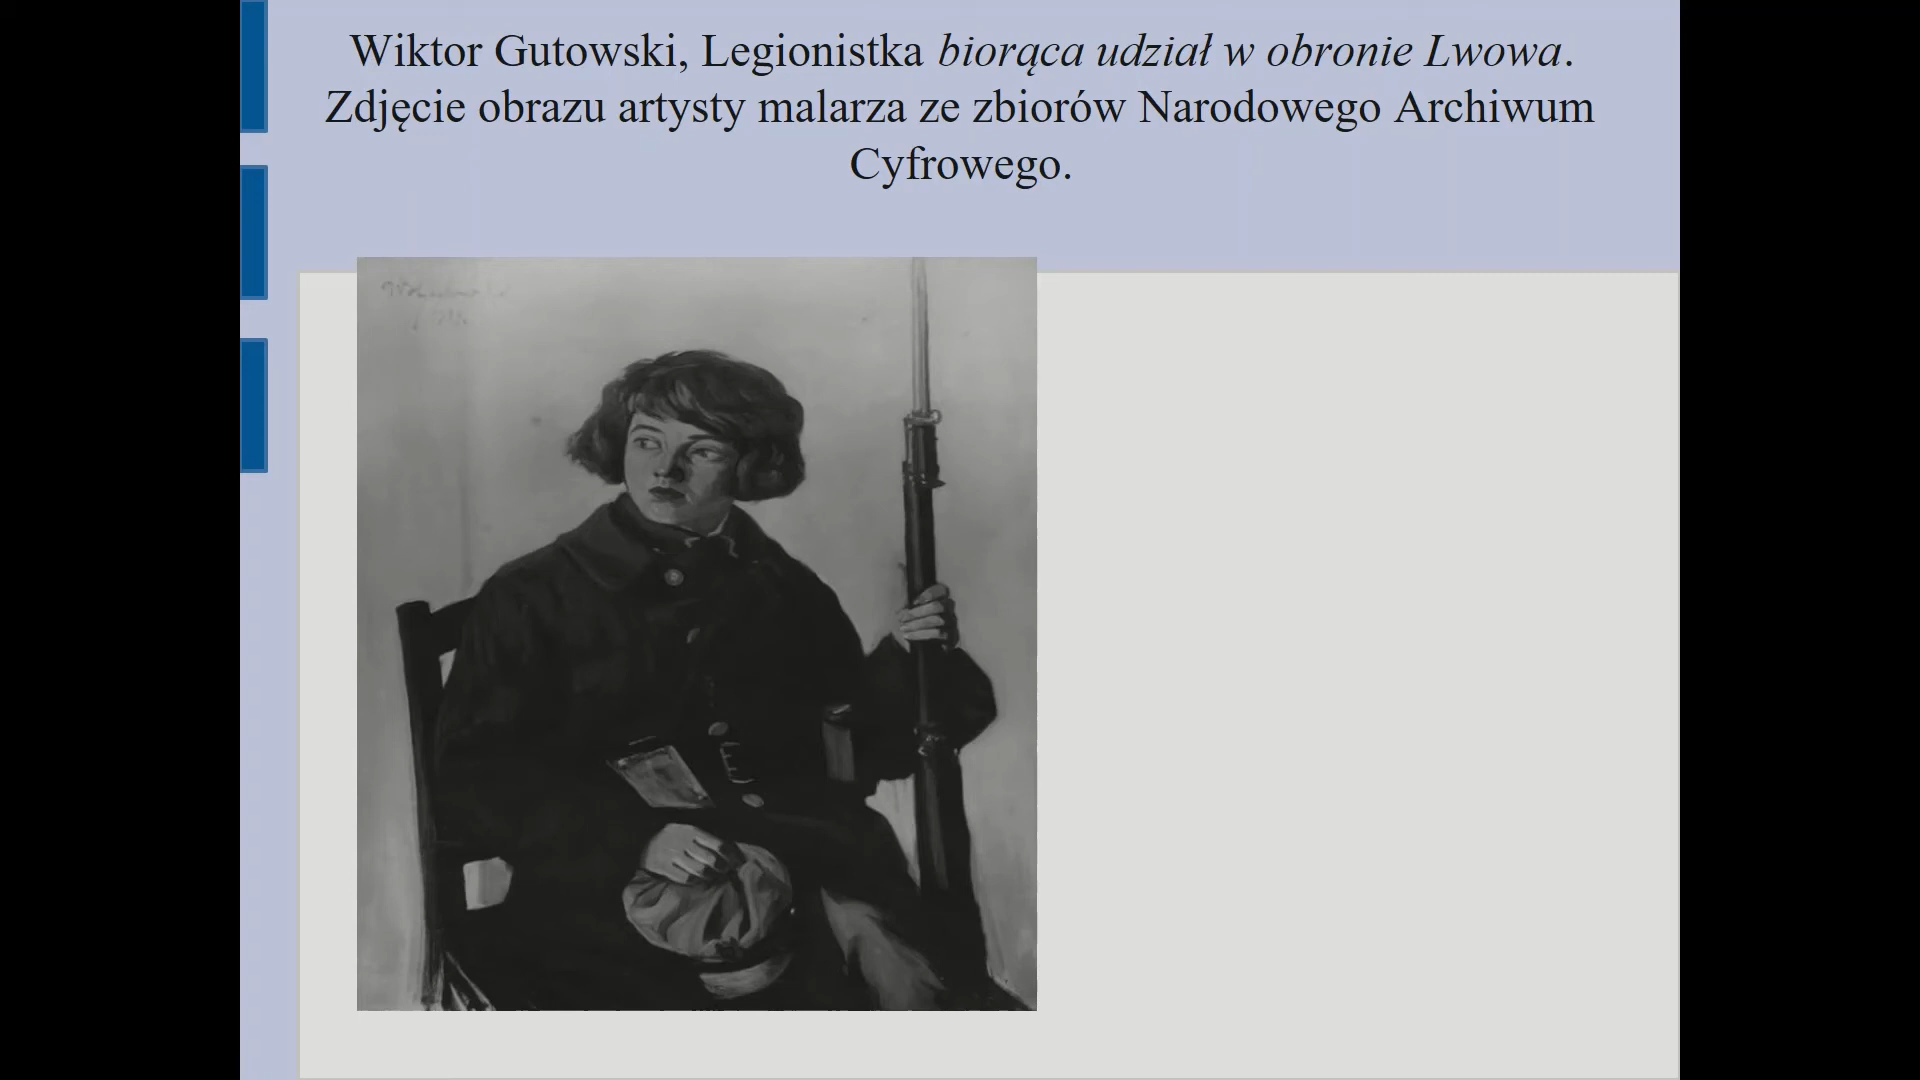 Wiktor Gutowski, Legionistka biorąca udział w obronie Lwowa.
Zdjęcie obrazu artysty malarza ze zbiorów Narodowego Archiwum
Cyfrowego.